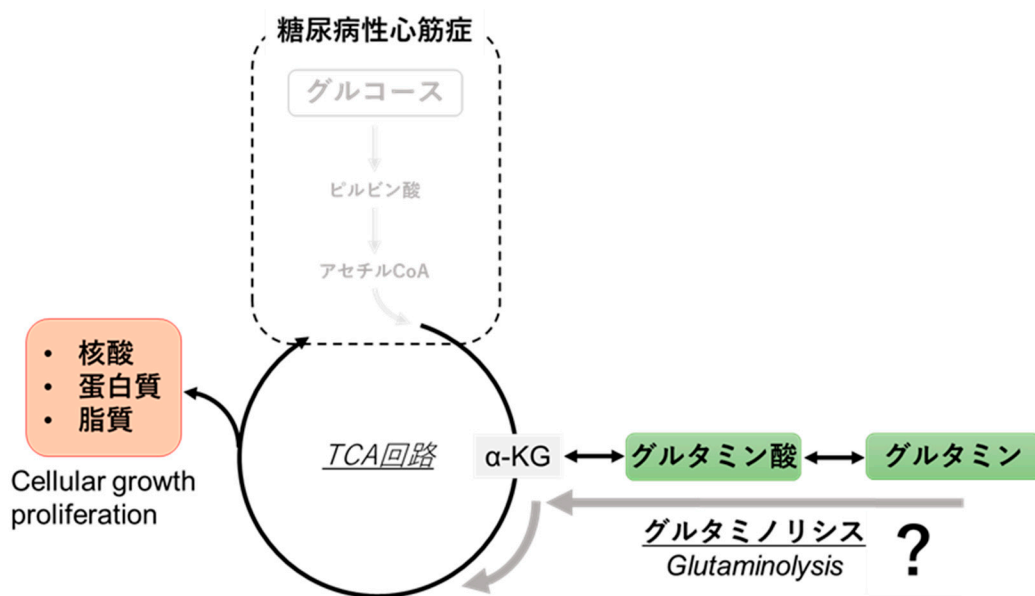 糖尿病性心筋症
グルコース
ピルビン酸
アセチルCoA
• 核酸
• 蛋白質
• 脂質
Cellular growth
proliferation
TCA回路
α-KG
グルタミン酸
グルタミン
グルタミノリシス
Glutaminolysis
?